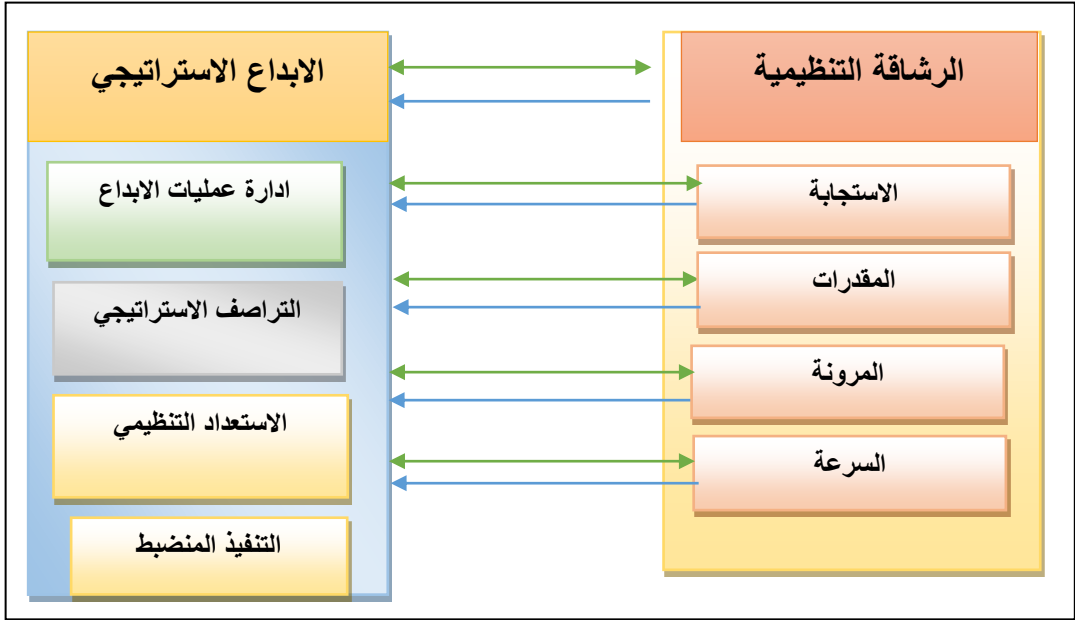 الرشاقة التنظيمية
الاستجابة
المقدرات
المرونة
السرعة
الابداع الاستراتيجي
ادارة عمليات الابداع
التراصف الاستراتيجي
الاستعداد التنظيمي
التنفيذ المنضبط